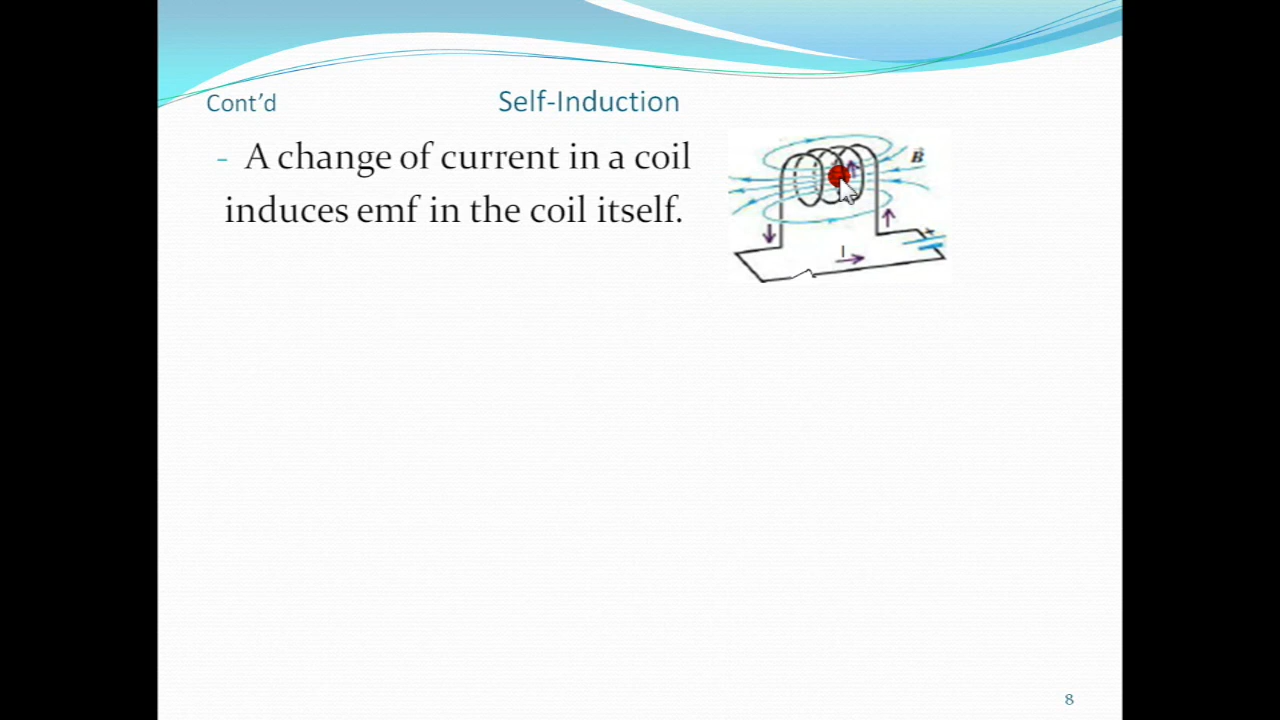 Cont’d
Self-Induction
- A change of current in a coil
induces emf in the coil itself.
B
+
I
8